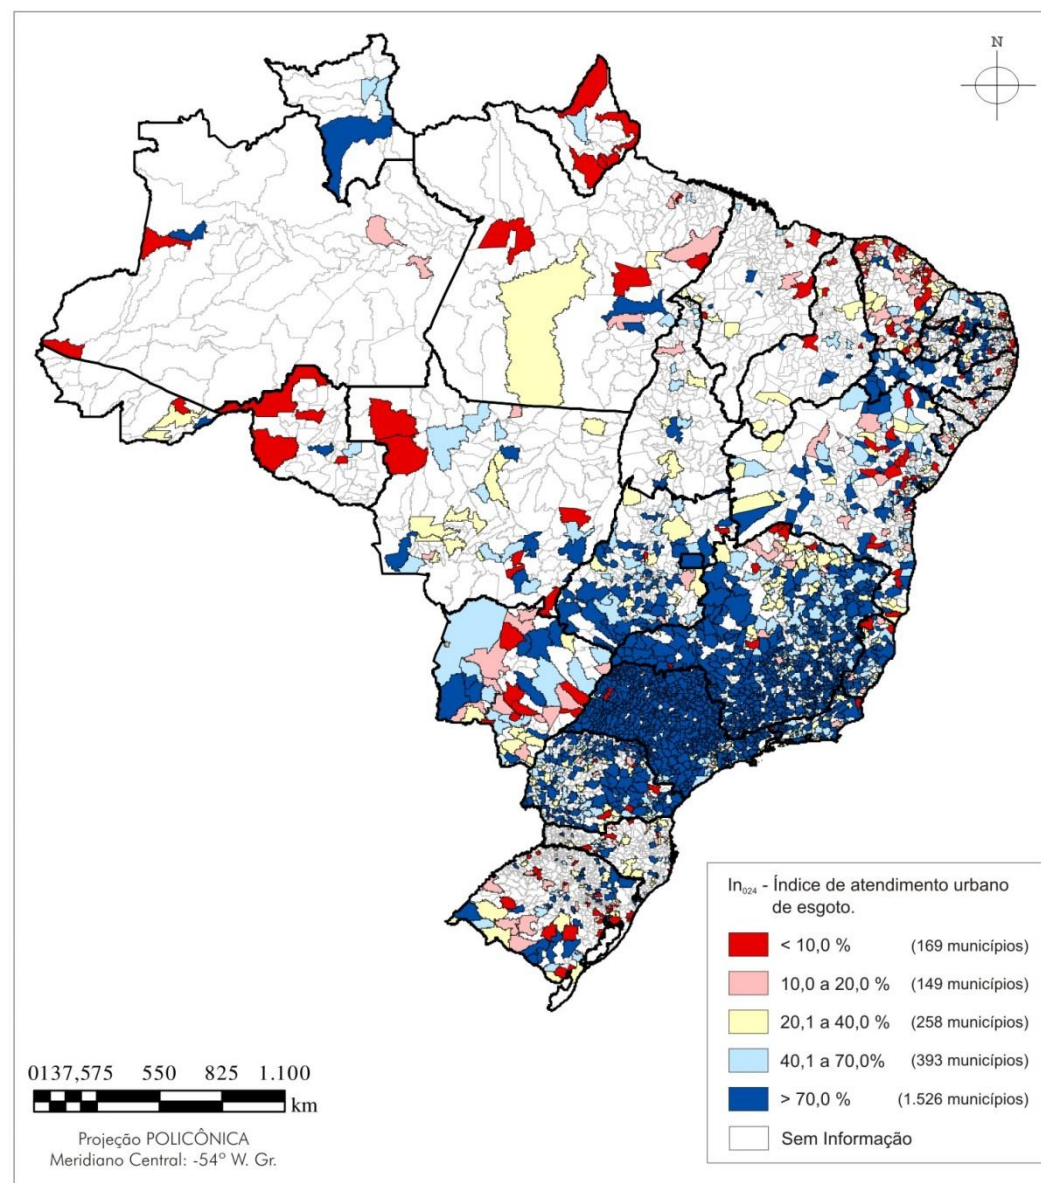 N
In₀₂₄ - Índice de atendimento urbano
de esgoto.
< 10,0 % (169 municípios)
10,0 a 20,0 % (149 municípios)
20,1 a 40,0 % (258 municípios)
40,1 a 70,0% (393 municípios)
> 70,0 % (1.526 municípios)
Sem Informação
0137,575 550 825 1.100
km
Projeção POLICÔNICA
Meridiano Central: -54º W. Gr.